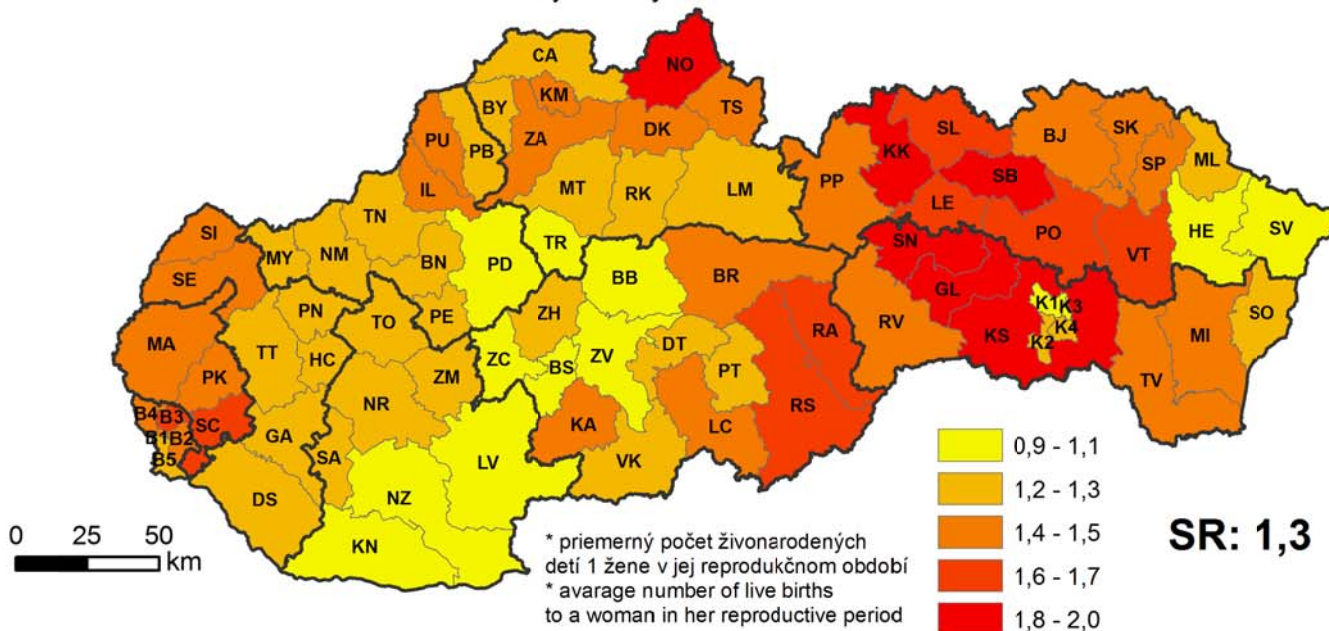 CA
NO
KM
BY
TS
PU
PB
ZA
DK
SL
BJ
SK
KK
SP
ML
IL
MT
RK
LM
PP
SB
TN
LE
SI
TR
PO
HE
SV
MY
NM
BN
PD
SN
VT
SE
BB
BR
PN
PE
ZH
GL
K1
K3
MA
TT
TO
RV
KS
K4
MI
SO
HC
ZC
BS
ZV
DT
RA
K2
PK
ZM
PT
TV
B4
B3
SC
NR
KA
RS
B1
B2
GA
LC
B5
SA
LV
VK
DS
NZ
KN
0 25 50
km
* priemerný počet živonarodených
detí 1 žene v jej reprodukčnom období
* avarage number of live births
to a woman in her reproductive period
0,9 - 1,1
1,2 - 1,3
1,4 - 1,5
1,6 - 1,7
1,8 - 2,0
SR: 1,3